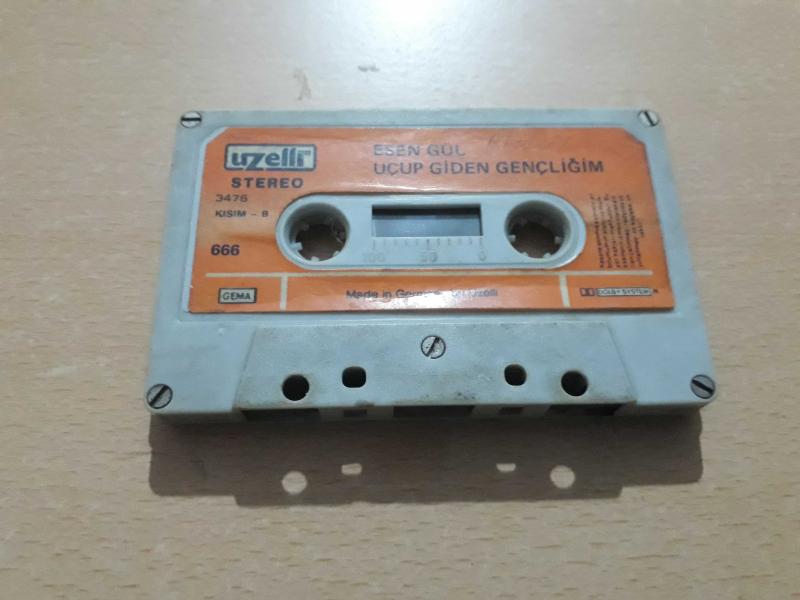 uzelli
STEREO
3476
KISIM - B
666
ESEN GÜL
UÇUP GİDEN GENÇLİĞİM
100 50 0
GEMA
Made in Uzelli
DOLBY SYSTEM